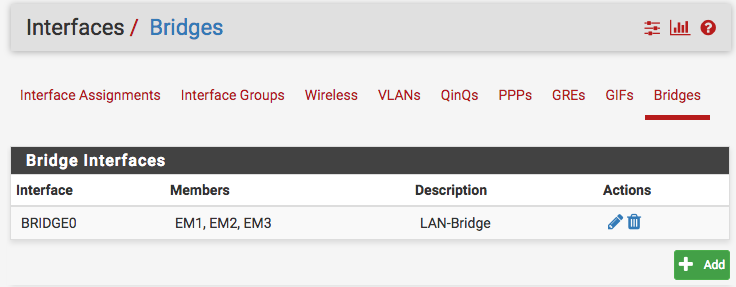 Interfaces / Bridges
Interface Assignments Interface Groups Wireless VLANs QinQs PPPs GREs GIFs Bridges
Bridge Interfaces
Interface Members Description Actions
BRIDGE0 EM1, EM2, EM3 LAN-Bridge
Add